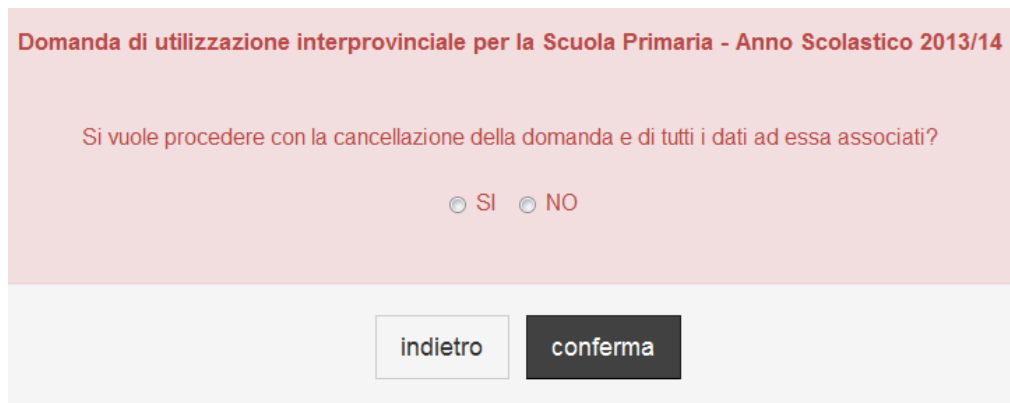 Domanda di utilizzazione interprovinciale per la Scuola Primaria - Anno Scolastico 2013/14
Si vuole procedere con la cancellazione della domanda e di tutti i dati ad essa associati?
SI NO
indietro conferma